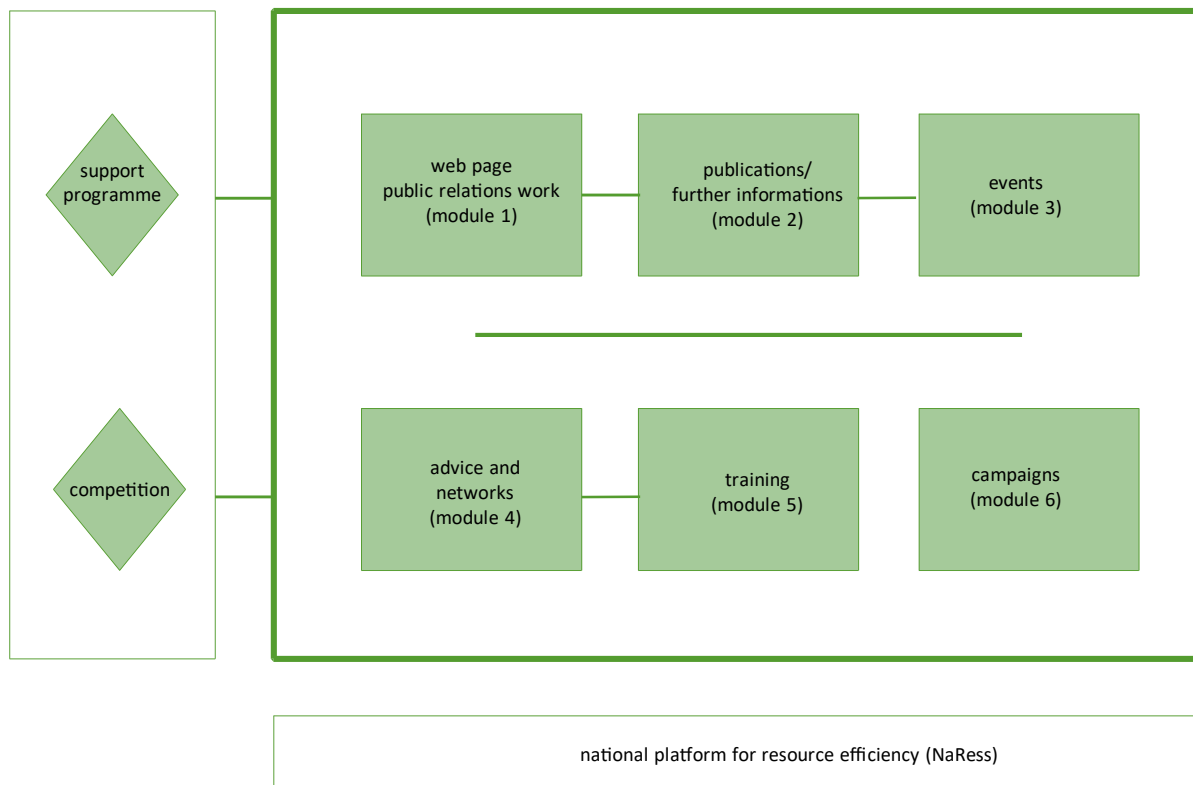 support
programme
web page
public relations work
(module 1)
publications/
further informations
(module 2)
events
(module 3)
competition
advice and
networks
(module 4)
training
(module 5)
campaigns
(module 6)
national platform for resource efficiency (NaRess)